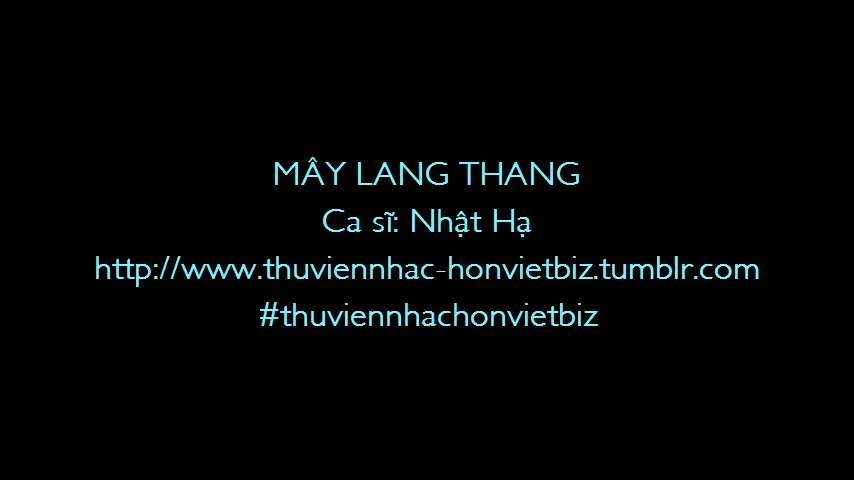 MÂY LANG THANG
Ca sĩ: Nhật Hạ
http://www.thuviennhac-honvietbiz.tumblr.com
#thuviennhachonvietbiz